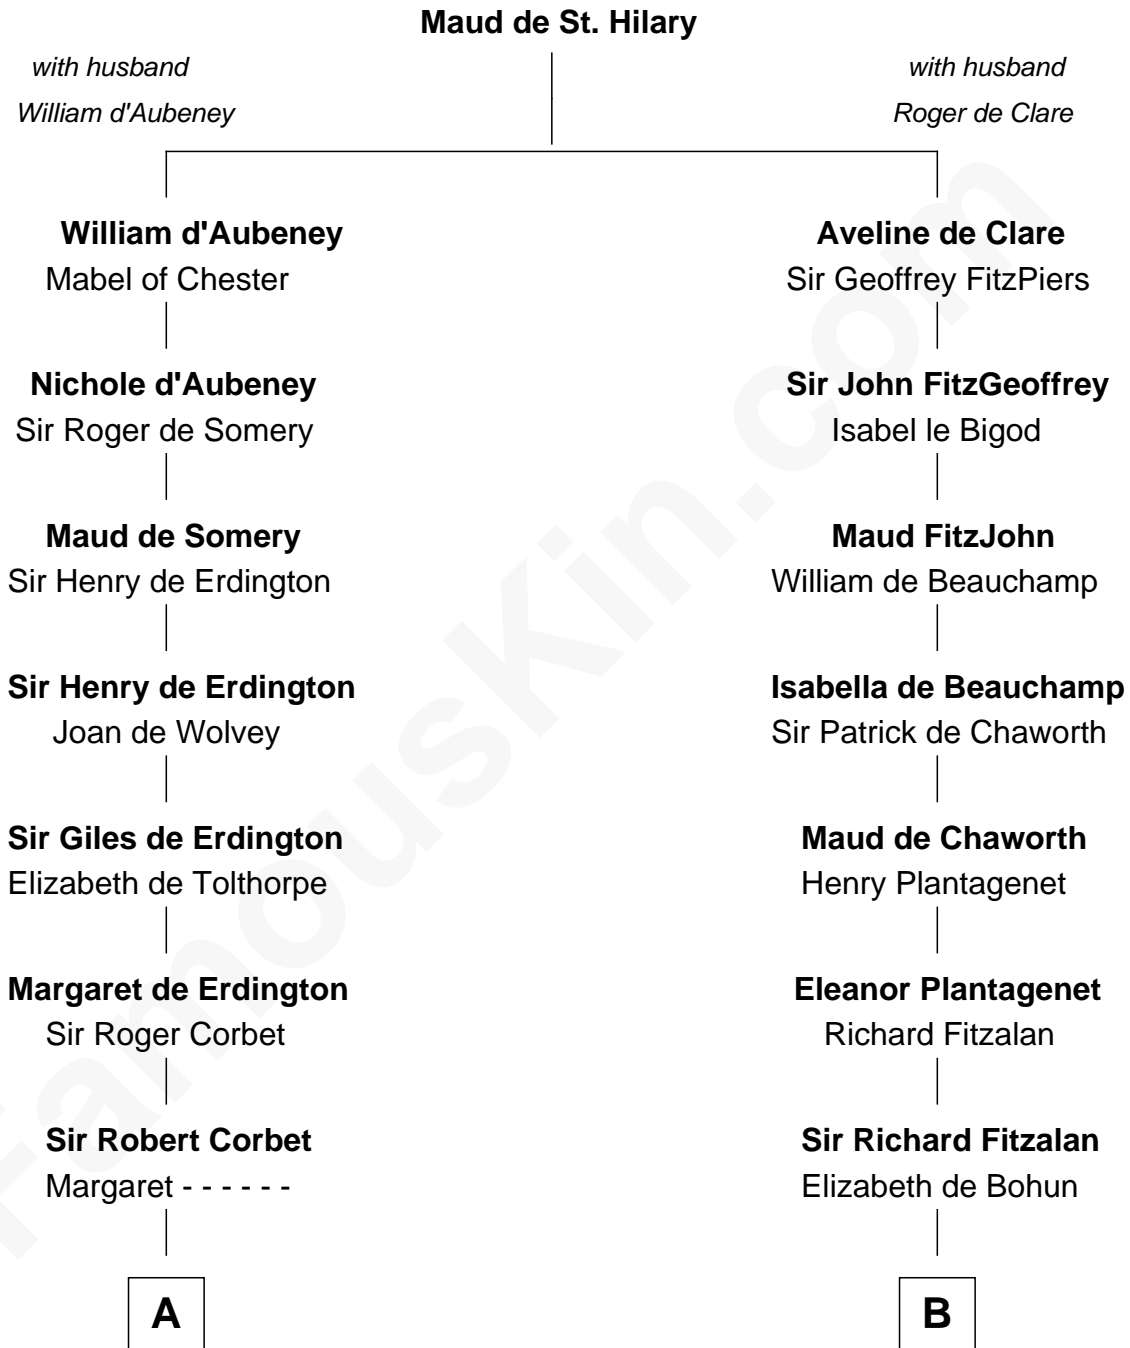 Maud de St. Hilary
with husband
William d'Aubeney
with husband
Roger de Clare
William d'Aubeney
Mabel of Chester
Nichole d'Aubeney
Sir Roger de Somery
Maud de Somery
Sir Henry de Erdington
Sir Henry de Erdington
Joan de Wolvey
Sir Giles de Erdington
Elizabeth de Tolthorpe
Margaret de Erdington
Sir Roger Corbet
Sir Robert Corbet
Margaret - - - - - -
A
Aveline de Clare
Sir Geoffrey FitzPiers
Sir John FitzGeoffrey
Isabel le Bigod
Maud FitzJohn
William de Beauchamp
Isabella de Beauchamp
Sir Patrick de Chaworth
Maud de Chaworth
Henry Plantagenet
Eleanor Plantagenet
Richard Fitzalan
Sir Richard Fitzalan
Elizabeth de Bohun
B
FamousKin.com